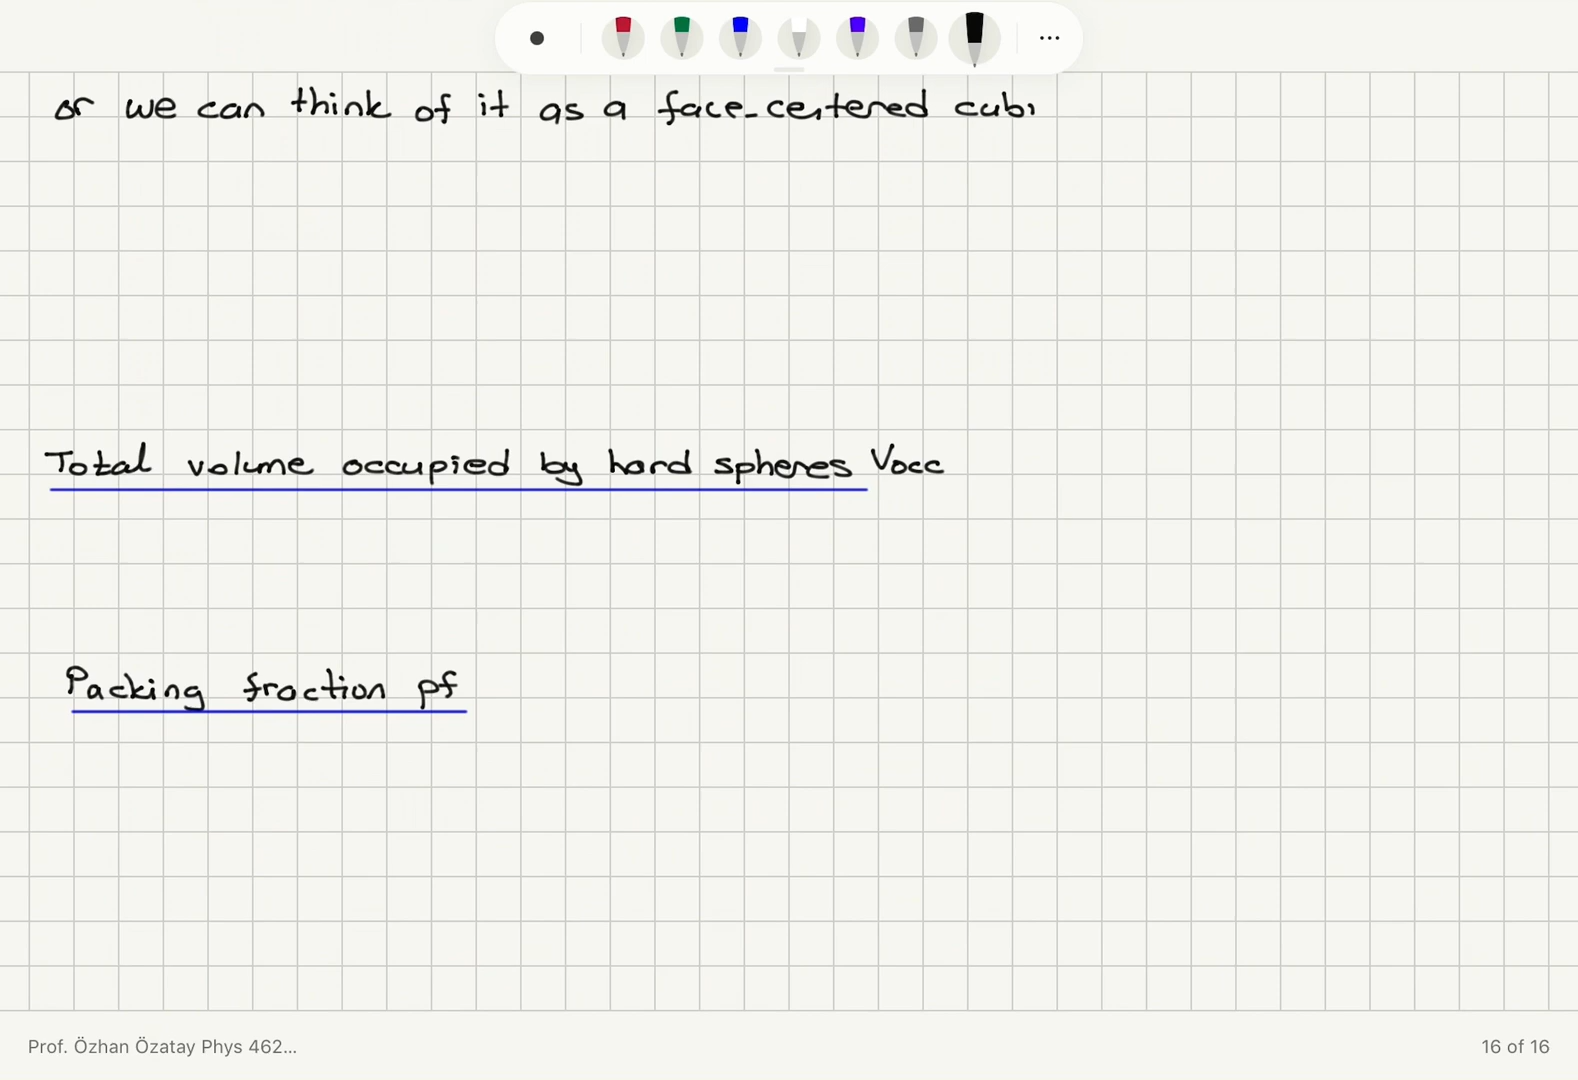 or we can think of it as a face-centered cubi
Total volume occupied by hard spheres Vocc
Packing fraction pf
Prof. Özhan Özatay Phys 462...
16 of 16